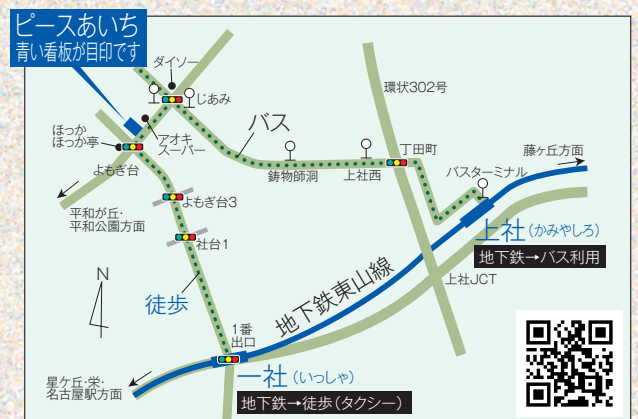 ピースあいち
青い看板が目印です
ダイソー
じあみ
バス
環状302号
ほっか
ほっか亭
アオキ
スーパー
よもぎ台
鋳物師洞
上社西
丁田町
バスターミナル
藤ヶ丘方面
よもぎ台3
平和が丘・
平和公園方面
社台1
上社(かみやしろ)
地下鉄→バス利用
N
徒歩
地下鉄東山線
上社JCT
1番
出口
一社(いっしゃ)
星ケ丘・栄・
名古屋駅方面
地下鉄→徒歩(タクシー)